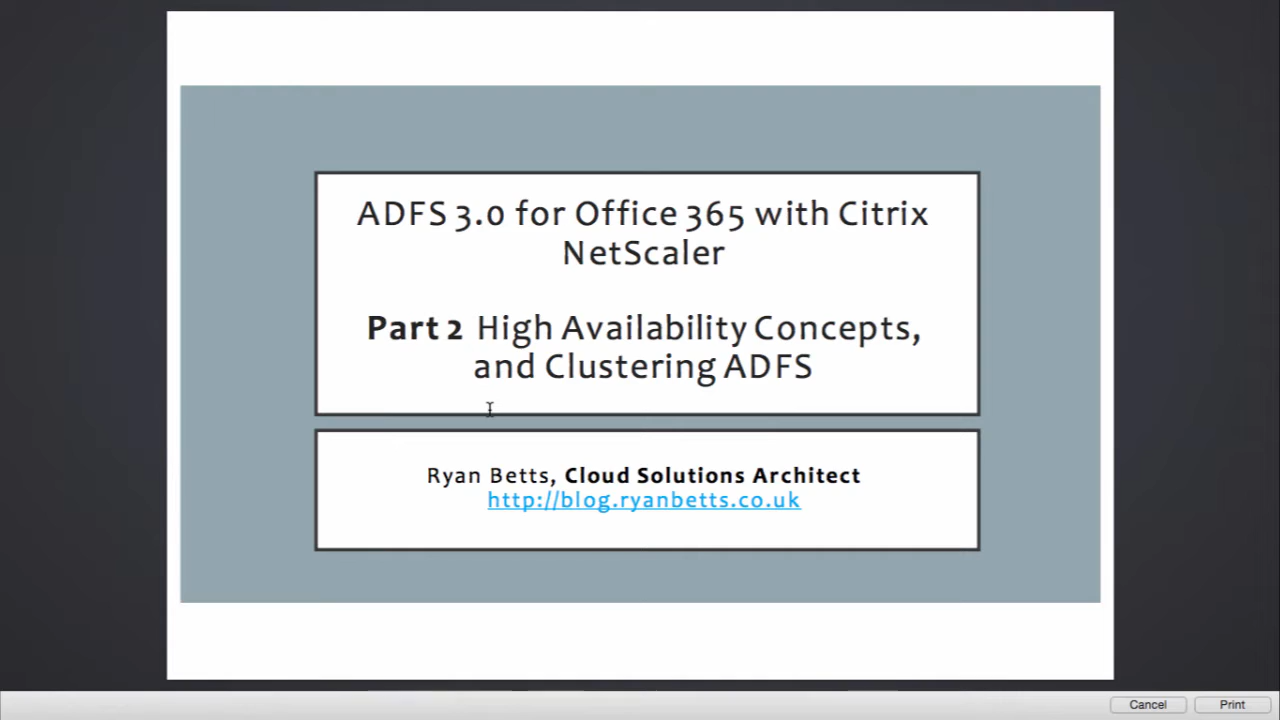 ADFS 3.0 for Office 365 with Citrix
NetScaler
Part 2 High Availability Concepts,
and Clustering ADFS
Ryan Betts, Cloud Solutions Architect
http://blog.ryanbetts.co.uk
Cancel
Print